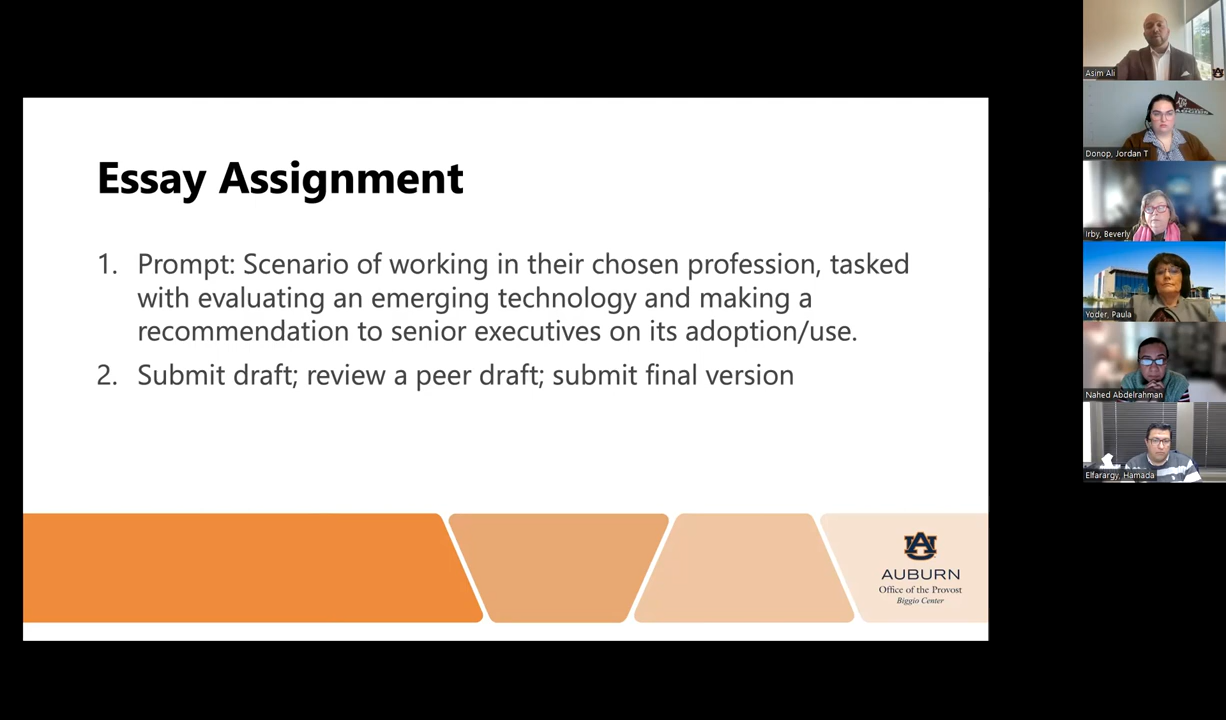 Essay Assignment
1. Prompt: Scenario of working in their chosen profession, tasked
with evaluating an emerging technology and making a
recommendation to senior executives on its adoption/use.
2. Submit draft; review a peer draft; submit final version
AU
AUBURN
Office of the Provost
Biggio Center
Asim Ali
Donop, Jordan T
Irby, Beverly
Yoder, Paula
Nahed Abdelrahman
Elfarargy, Hamada